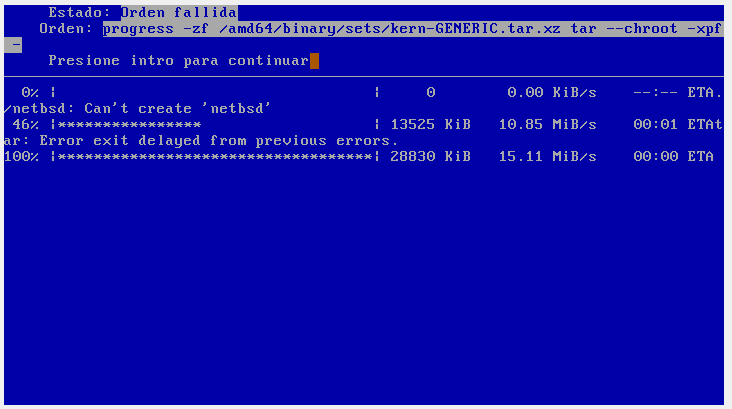 Estado: Orden fallida
Orden: progress -zf /amd64/binary/sets/kern-GENERIC.tar.xz tar --chroot -xpf
-
Presione intro para continuar
0% | | 0 0.00 KiB/s --:-- ETA.
/netbsd: Can't create 'netbsd'
46% |**************** | 13525 KiB 10.85 MiB/s 00:01 ETAt
ar: Error exit delayed from previous errors.
100% |***********************************| 28830 KiB 15.11 MiB/s 00:00 ETA